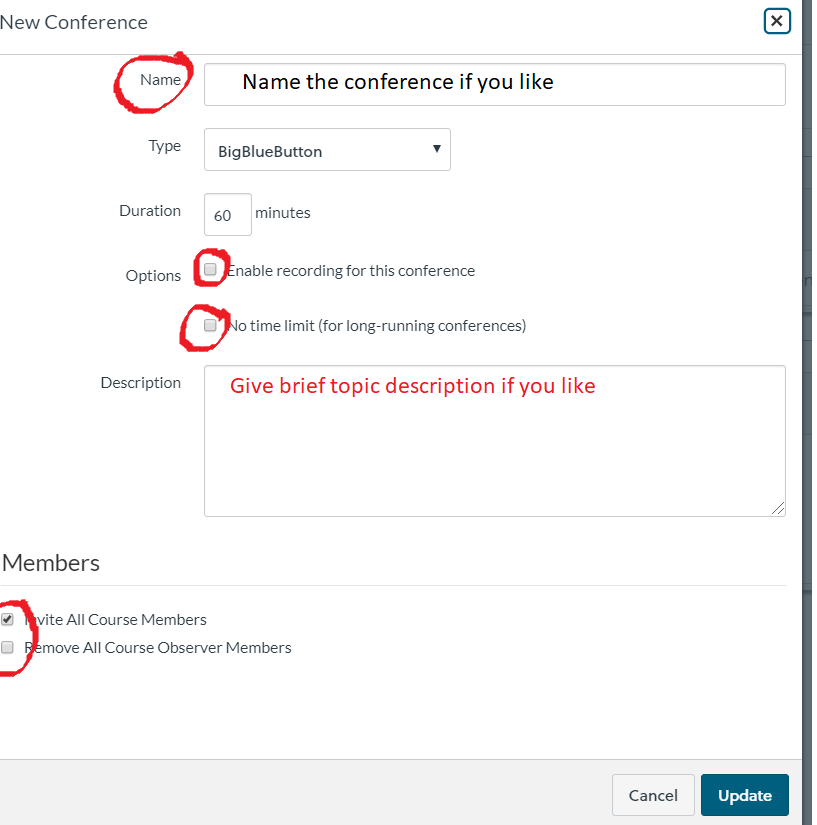 New Conference
Name
Name the conference if you like
Type
BigBlueButton
Duration
60 minutes
Options
Enable recording for this conference
No time limit (for long-running conferences)
Description
Give brief topic description if you like
Members
Invite All Course Members
Remove All Course Observer Members
Cancel
Update